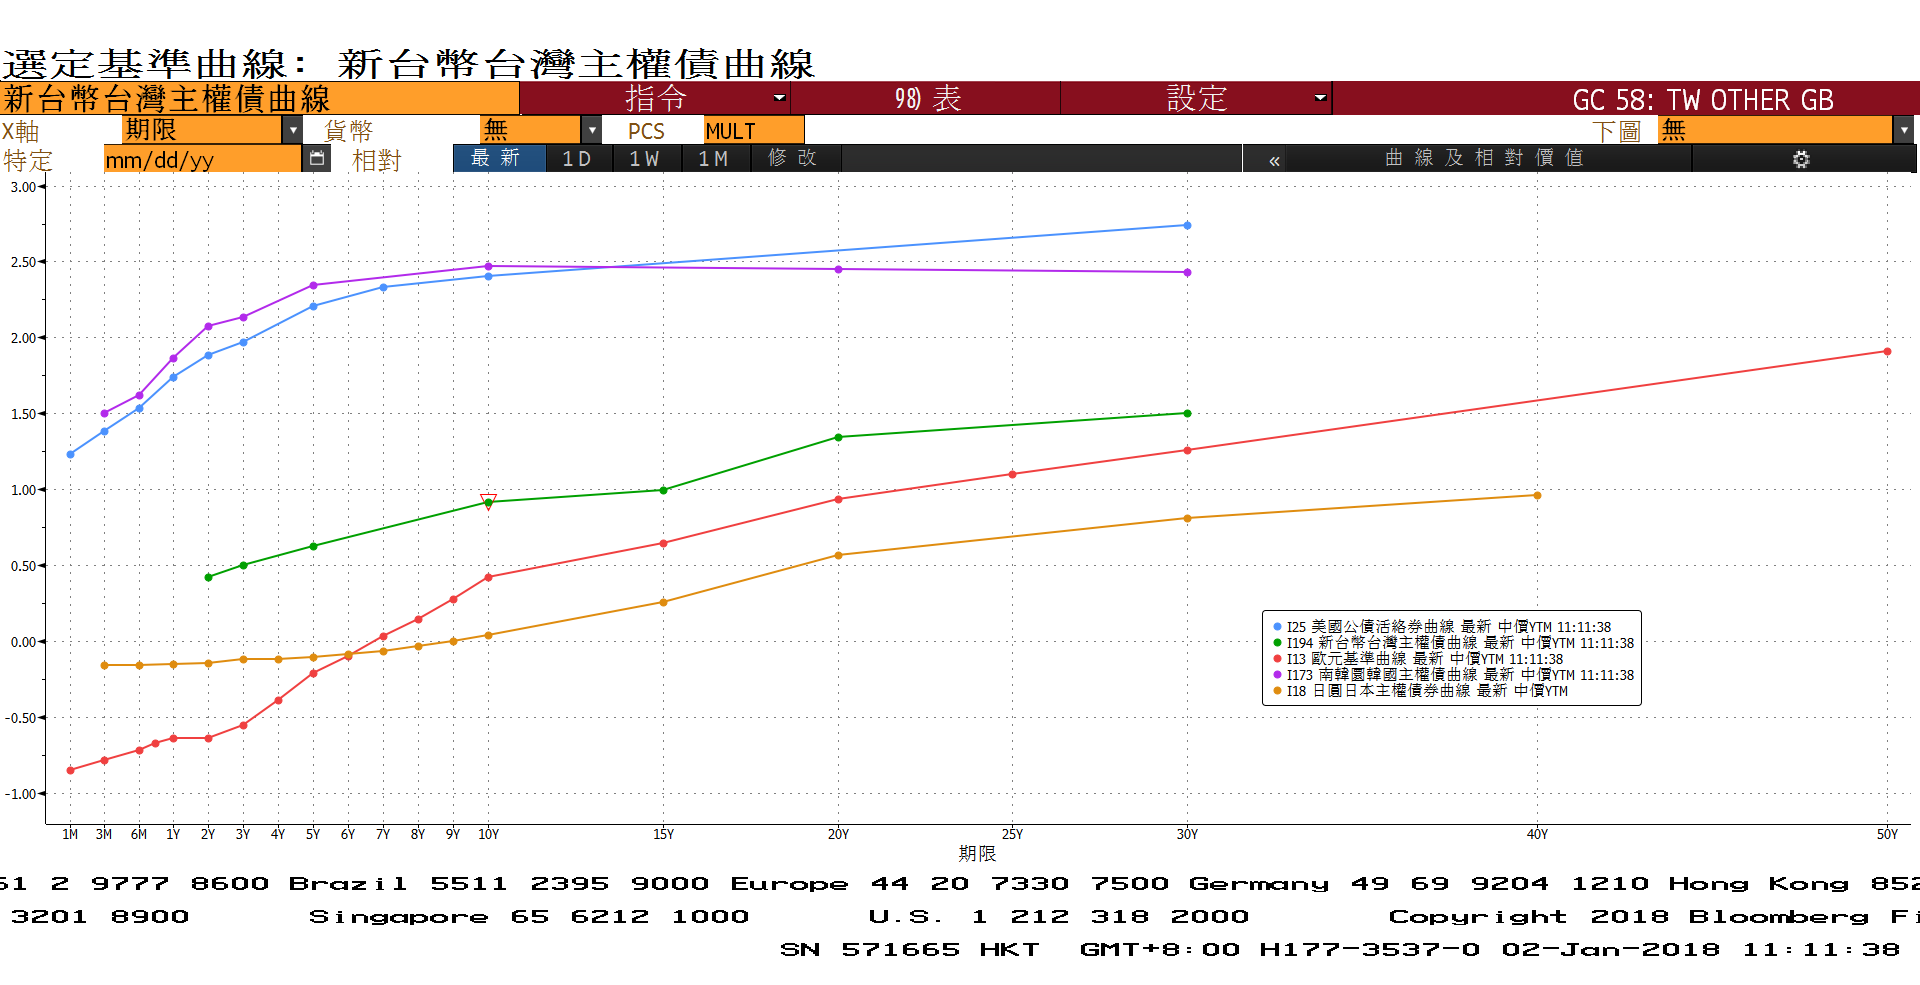 選定基準曲線: 新台幣台灣主權債曲線
新台幣台灣主權債曲線 指令 98) 表 設定 GC 58: TW OTHER GB
X軸 期限 貨幣 無 PCS MULT 下圖 無
特定 mm/dd/yy 相對 最新 1D 1W 1M 修改 « 曲線及相對價值
3.00
2.50
2.00
1.50
1.00
0.50
0.00
-0.50
-1.00
I25 美國公債活絡券曲線 最新 中價YTM 11:11:38
I194 新台幣台灣主權債曲線 最新 中價YTM 11:11:38
I13 歐元基準曲線 最新 中價YTM 11:11:38
I173 南韓圜韓國主權債曲線 最新 中價YTM 11:11:38
I18 日圓日本主權債券曲線 最新 中價YTM
1M 3M 6M 1Y 2Y 3Y 4Y 5Y 6Y 7Y 8Y 9Y 10Y 15Y 20Y 25Y 30Y 40Y 50Y
期限
61 2 9777 8600 Brazil 5511 2395 9000 Europe 44 20 7330 7500 Germany 49 69 9204 1210 Hong Kong 852
3201 8900 Singapore 65 6212 1000 U.S. 1 212 318 2000 Copyright 2018 Bloomberg Fi
SN 571665 HKT GMT+8:00 H177-3537-0 02-Jan-2018 11:11:38